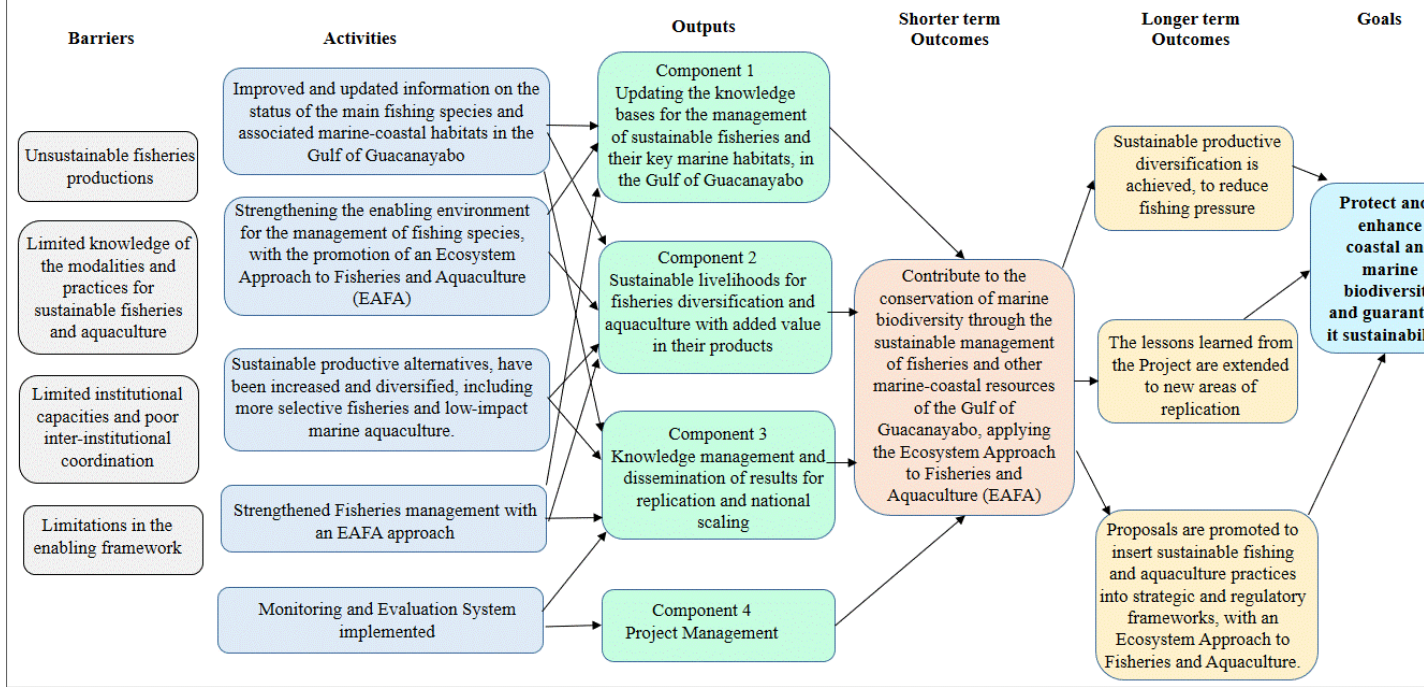 Barriers
Activities
Outputs
Shorter term
Outcomes
Longer term
Outcomes
Goals
Unsustainable fisheries
productions
Limited knowledge of
the modalities and
practices for
sustainable fisheries
and aquaculture
Limited institutional
capacities and poor
inter-institutional
coordination
Limitations in the
enabling framework
Improved and updated information on the
status of the main fishing species and
associated marine-coastal habitats in the
Gulf of Guacanayabo
Strengthening the enabling environment
for the management of fishing species,
with the promotion of an Ecosystem
Approach to Fisheries and Aquaculture
(EAFA)
Sustainable productive alternatives, have
been increased and diversified, including
more selective fisheries and low-impact
marine aquaculture.
Strengthened Fisheries management with
an EAFA approach
Monitoring and Evaluation System
implemented
Component 1
Updating the knowledge
bases for the management
of sustainable fisheries and
their key marine habitats, in
the Gulf of Guacanayabo
Component 2
Sustainable livelihoods for
fisheries diversification and
aquaculture with added value
in their products
Component 3
Knowledge management and
dissemination of results for
replication and national
scaling
Component 4
Project Management
Contribute to the
conservation of marine
biodiversity through the
sustainable management
of fisheries and other
marine-coastal resources
of the Gulf of
Guacanayabo, applying
the Ecosystem Approach
to Fisheries and
Aquaculture (EAFA)
Sustainable productive
diversification is
achieved, to reduce
fishing pressure
The lessons learned from
the Project are extended
to new areas of
replication
Proposals are promoted to
insert sustainable fishing
and aquaculture practices
into strategic and regulatory
frameworks, with an
Ecosystem Approach to
Fisheries and Aquaculture.
Protect and
enhance
coastal an
marine
biodiversit
and guarant
it sustainabil